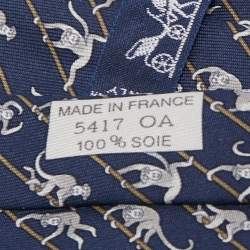 MADE IN FRANCE
5417 OA
100% SOIE